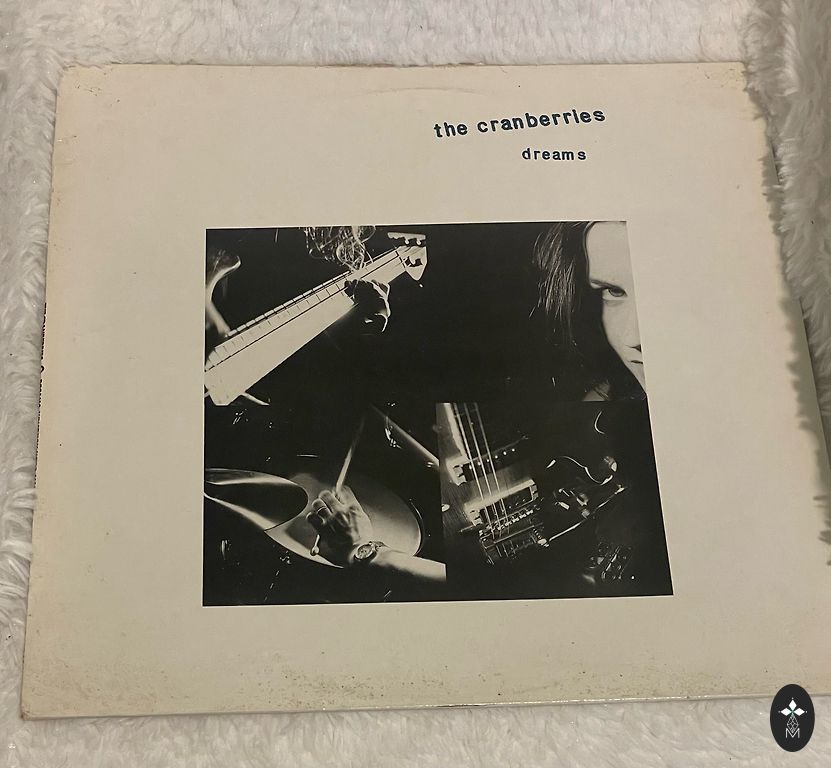 the cranberries
dreams
M